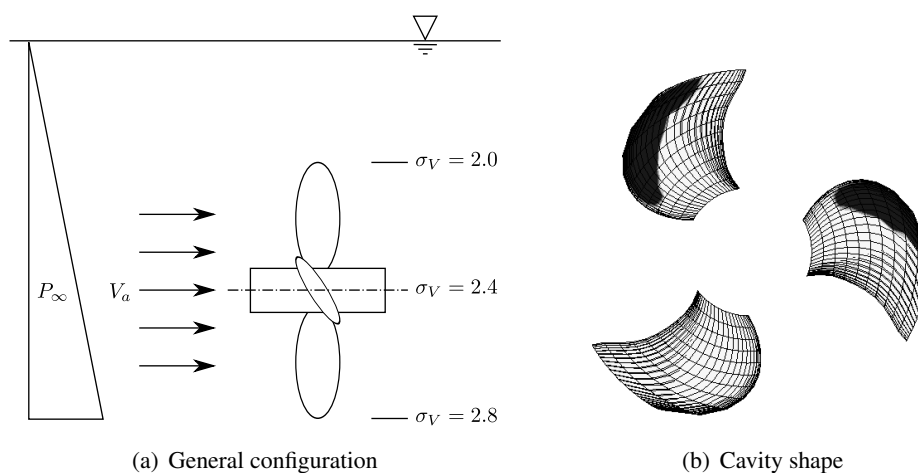 σ_V = 2.0
P_∞
V_a
σ_V = 2.4
σ_V = 2.8
(a) General configuration
(b) Cavity shape